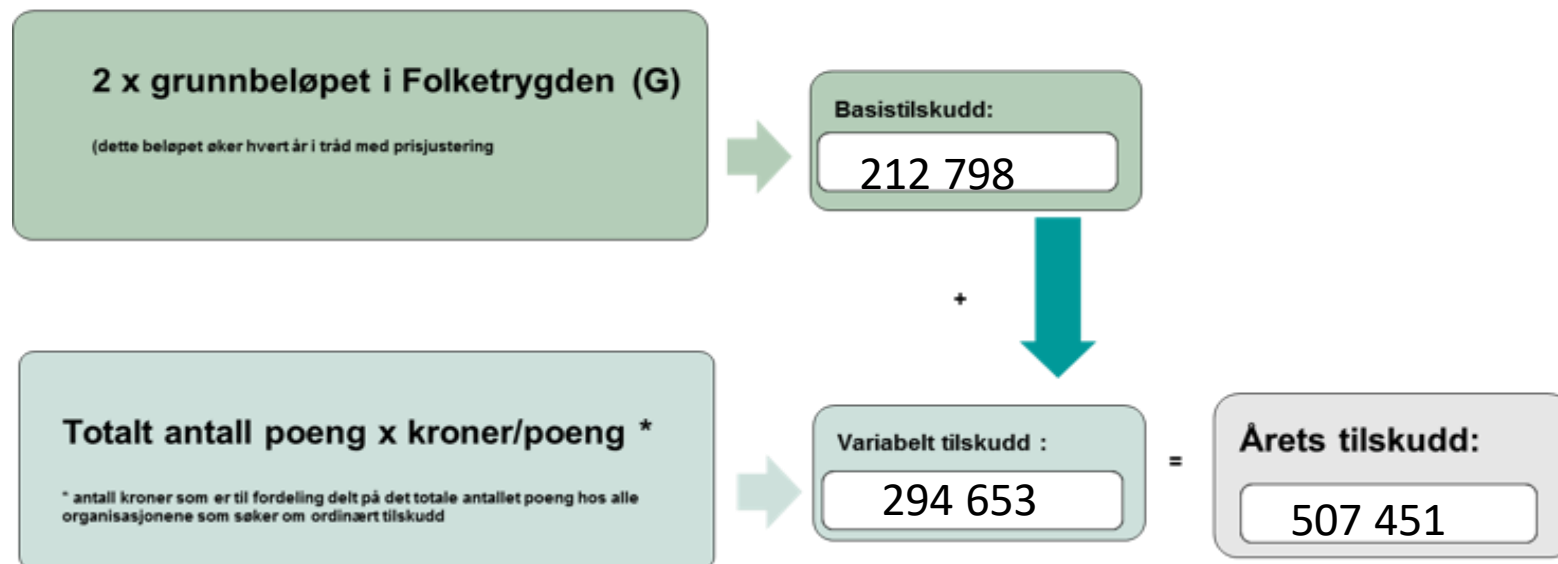 2 x grunnbeløpet i Folketrygden (G)
(dette beløpet øker hvert år i tråd med prisjustering
Basistilskudd:
212 798
+
Totalt antall poeng x kroner/poeng *
* antall kroner som er til fordeling delt på det totale antallet poeng hos alle
organisasjonene som søker om ordinært tilskudd
Variabelt tilskudd :
294 653
=
Årets tilskudd:
507 451